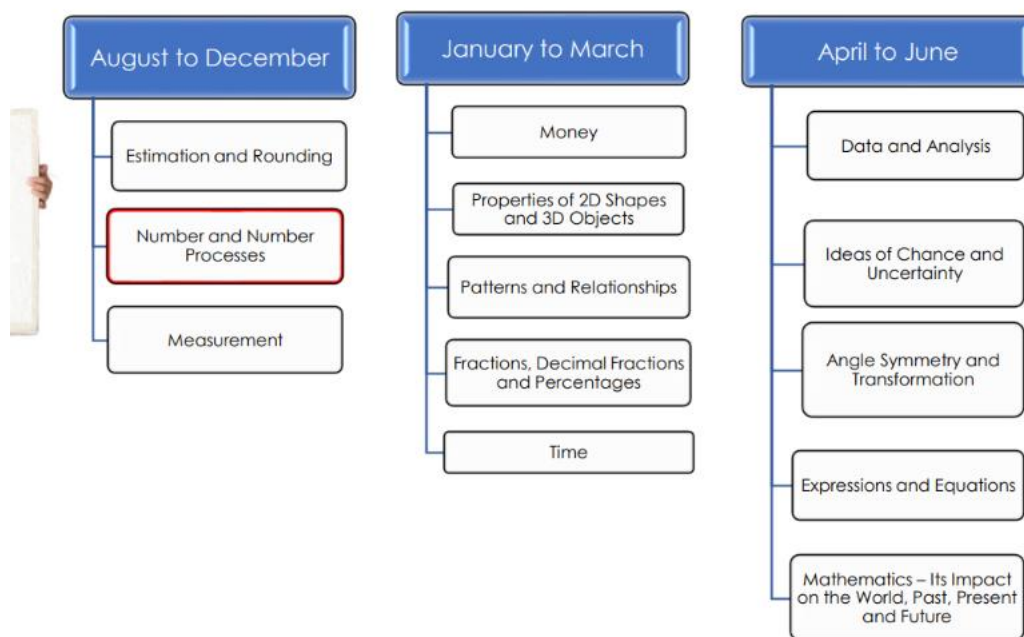 August to December
Estimation and Rounding
Number and Number
Processes
Measurement
January to March
Money
Properties of 2D Shapes
and 3D Objects
Patterns and Relationships
Fractions, Decimal Fractions
and Percentages
Time
April to June
Data and Analysis
Ideas of Chance and
Uncertainty
Angle Symmetry and
Transformation
Expressions and Equations
Mathematics – Its Impact
on the World, Past, Present
and Future